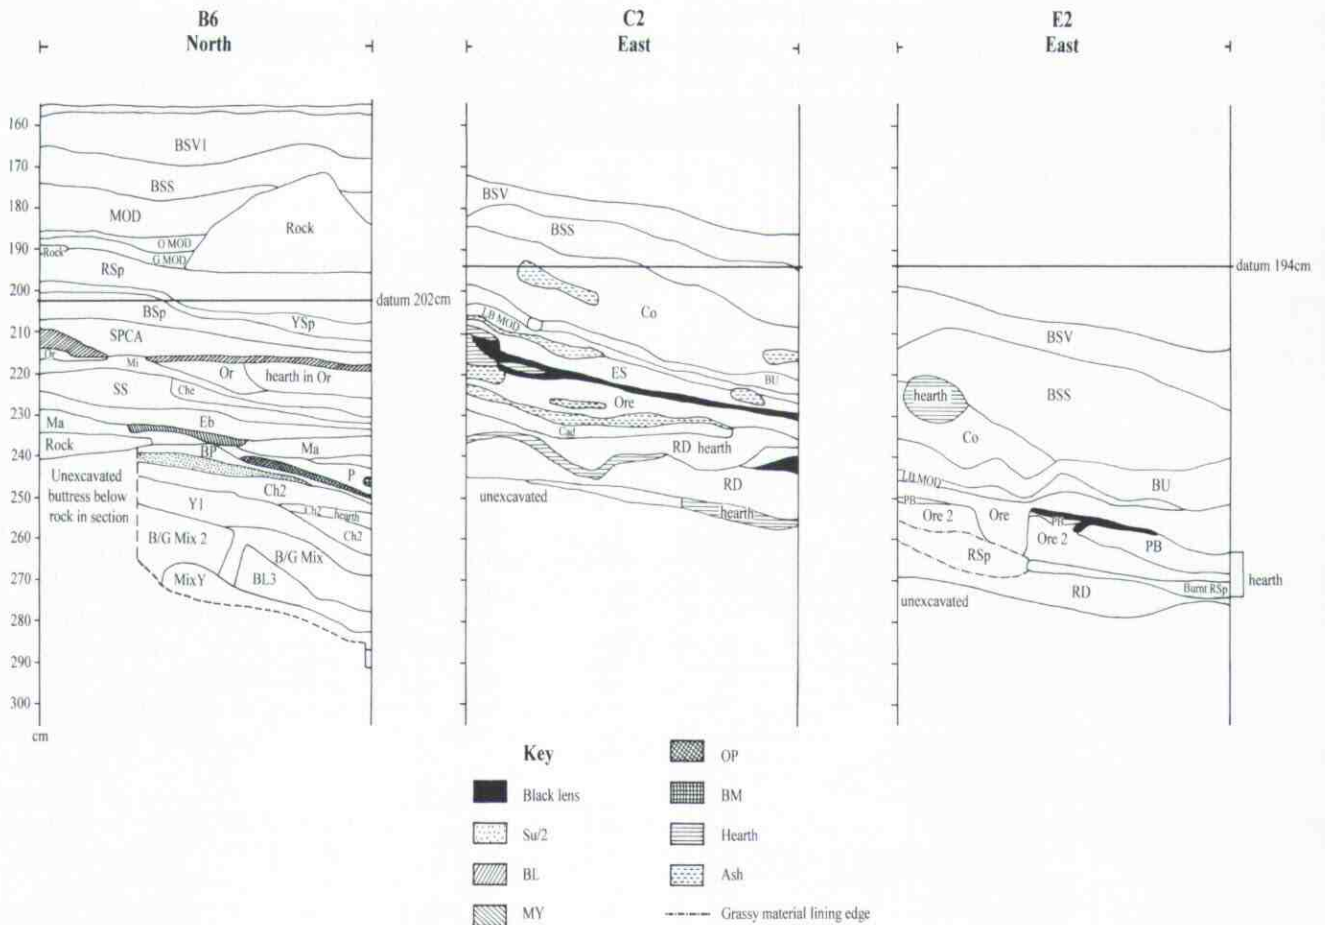 B6
North
C2
East
E2
East
160
170
180
190
200
210
220
230
240
250
260
270
280
290
300
cm
BSV1
BSS
MOD
Rock
O MOD
Rock
G MOD
RSp
datum 202cm
BSp
YSp
SPCA
Or
Mi
Or
hearth in Or
SS
Che
Eb
Ma
Ma
Rock
BP
P
Unexcavated
buttress below
rock in section
Ch2
Y1
Ch2 hearth
Ch2
B/G Mix 2
B/G Mix
MixY
BL3
BSV
BSS
Co
LB MOD
BU
ES
Ore
Cad
RD hearth
RD
unexcavated
hearth
datum 194cm
BSV
BSS
hearth
Co
LB MOD
BU
PB
Ore 2
Ore
PB
Ore 2
PB
RSp
hearth
Burnt RSp
RD
unexcavated
Key
Black lens
Su/2
BL
MY
OP
BM
Hearth
Ash
Grassy material lining edge